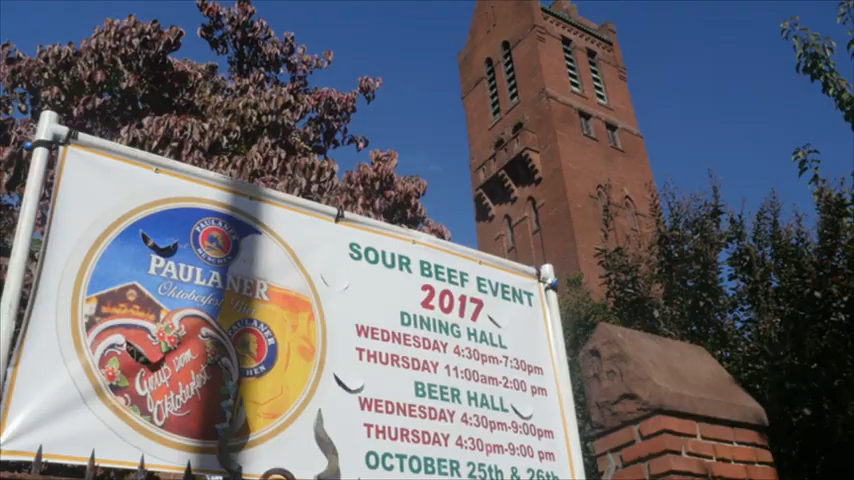 PAULANER
MÜNCHEN
PAULANER
Oktoberfest Bier
PAULANER
Gruß vom
Oktoberfest
SOUR BEEF EVENT
2017
DINING HALL
WEDNESDAY 4:30pm-7:30pm
THURSDAY 11:00am-2:00 pm
BEER HALL
WEDNESDAY 4:30pm-9:00pm
THURSDAY 4:30pm-9:00 pm
OCTOBER 25th & 26th